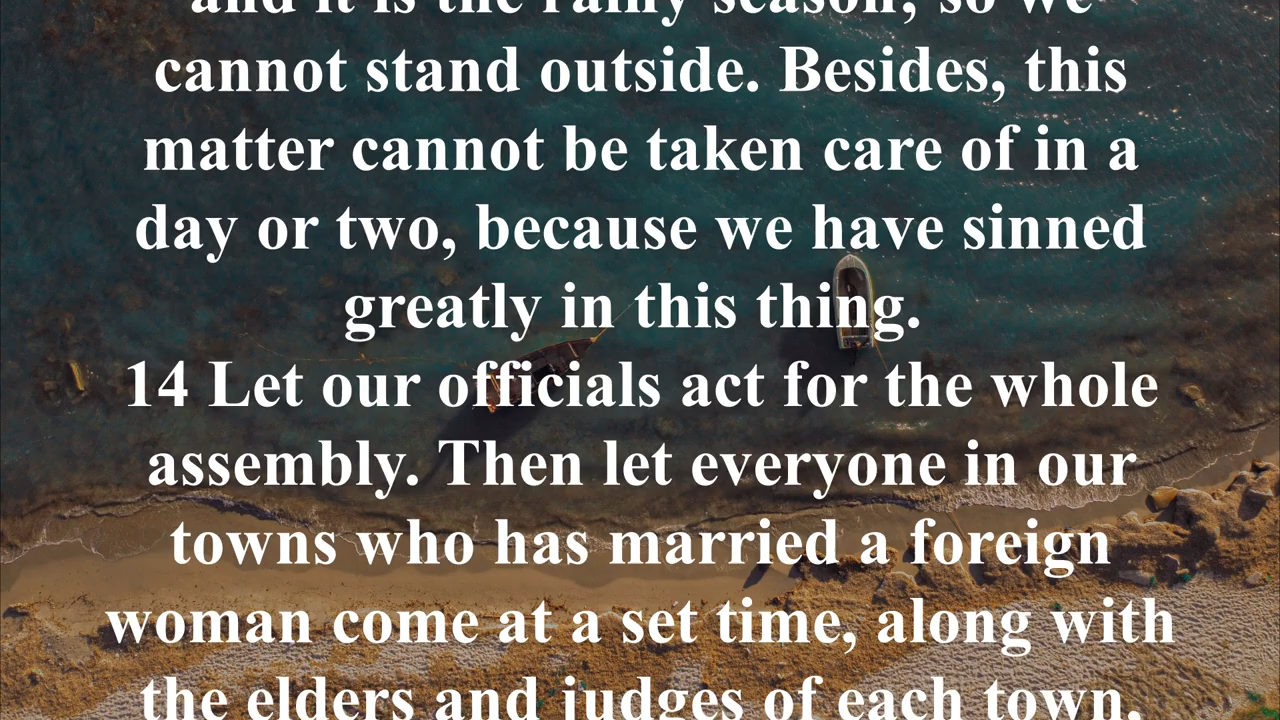 and it is the rainy season, so we
cannot stand outside. Besides, this
matter cannot be taken care of in a
day or two, because we have sinned
greatly in this thing.
14 Let our officials act for the whole
assembly. Then let everyone in our
towns who has married a foreign
woman come at a set time, along with
the elders and judges of each town.